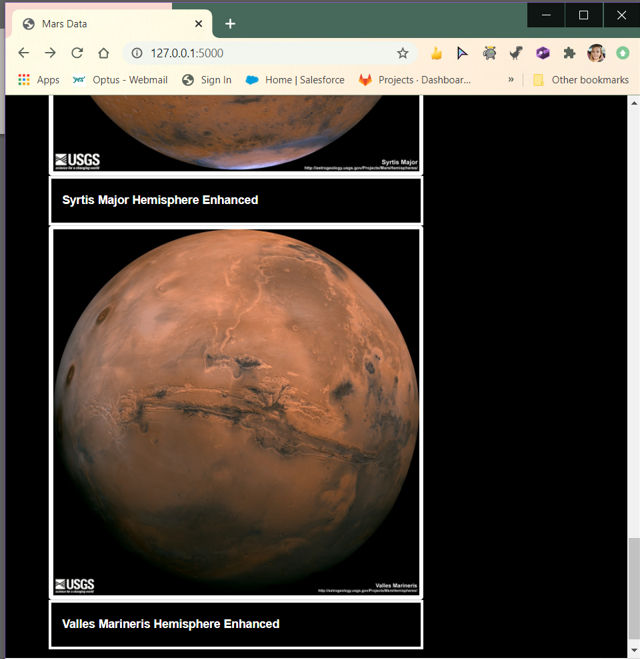 Mars Data
127.0.0.1:5000
Apps
Optus - Webmail
Sign In
Home | Salesforce
Projects · Dashboar...
»
Other bookmarks
USGS
science for a changing world
Syrtis Major
http://astrogeology.usgs.gov/Projects/MarsHemispheres/
Syrtis Major Hemisphere Enhanced
USGS
science for a changing world
Valles Marineris
http://astrogeology.usgs.gov/Projects/MarsHemispheres/
Valles Marineris Hemisphere Enhanced